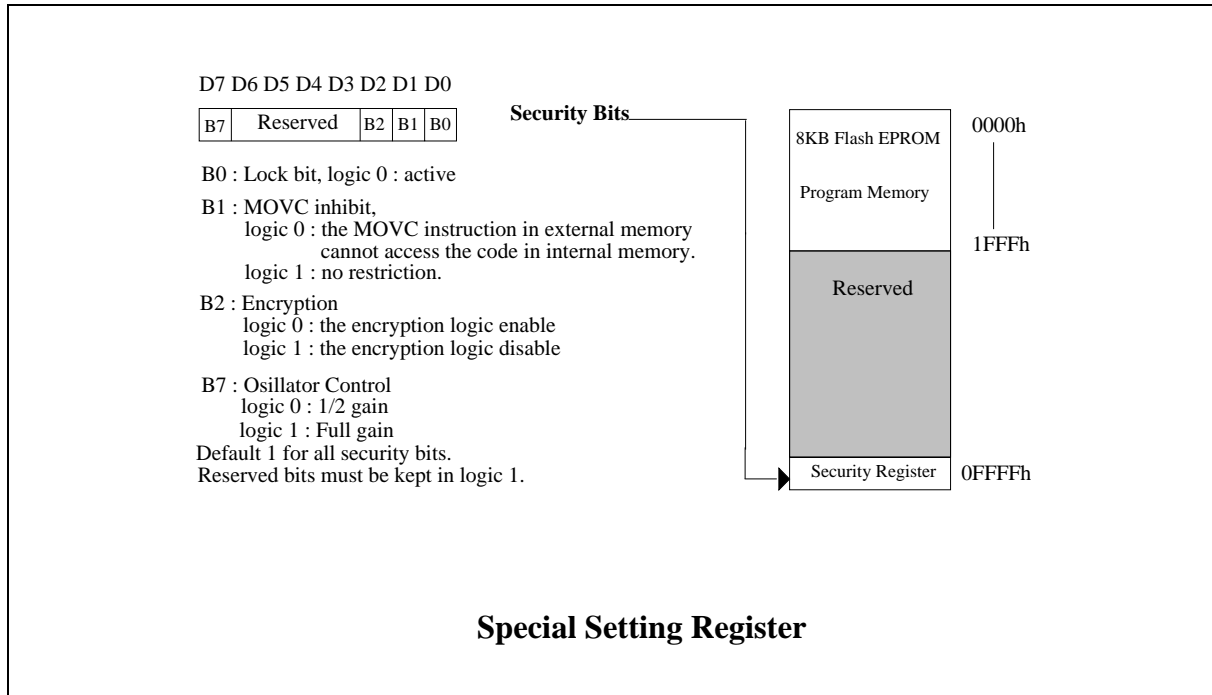 D7 D6 D5 D4 D3 D2 D1 D0
B7 Reserved B2 B1 B0
Security Bits
B0 : Lock bit, logic 0 : active
B1 : MOVC inhibit,
logic 0 : the MOVC instruction in external memory
cannot access the code in internal memory.
logic 1 : no restriction.
B2 : Encryption
logic 0 : the encryption logic enable
logic 1 : the encryption logic disable
B7 : Osillator Control
logic 0 : 1/2 gain
logic 1 : Full gain
Default 1 for all security bits.
Reserved bits must be kept in logic 1.
8KB Flash EPROM
Program Memory
0000h
1FFFh
Reserved
Security Register
0FFFFh
Special Setting Register